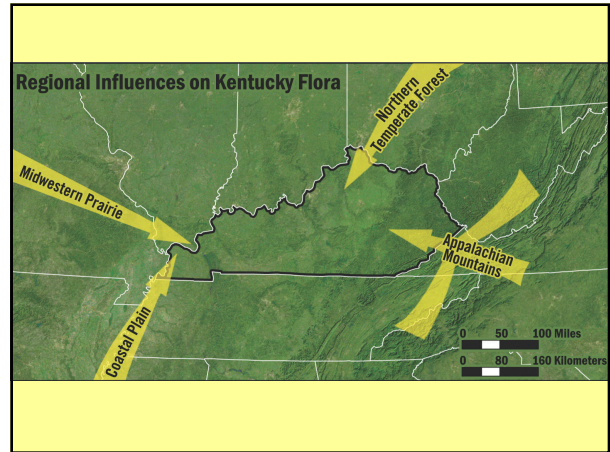 Regional Influences on Kentucky Flora
Northern
Temperate Forest
Midwestern Prairie
Appalachian
Mountains
Coastal Plain
0 50 100 Miles
0 80 160 Kilometers